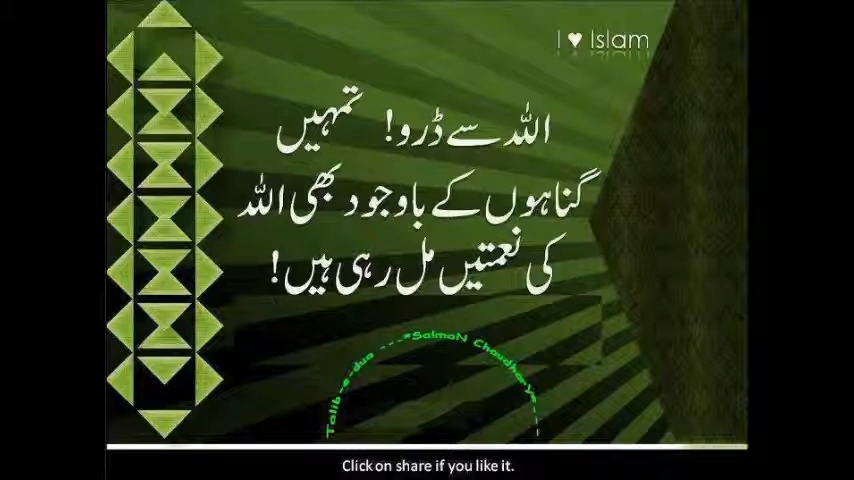 I ♥ Islam
اللہ سے ڈرو! تمہیں
گناہوں کے باوجود بھی اللہ
کی نعمتیں مل رہی ہیں!
Talib-e-dua ---*SalmaN Chaudharys---
Click on share if you like it.